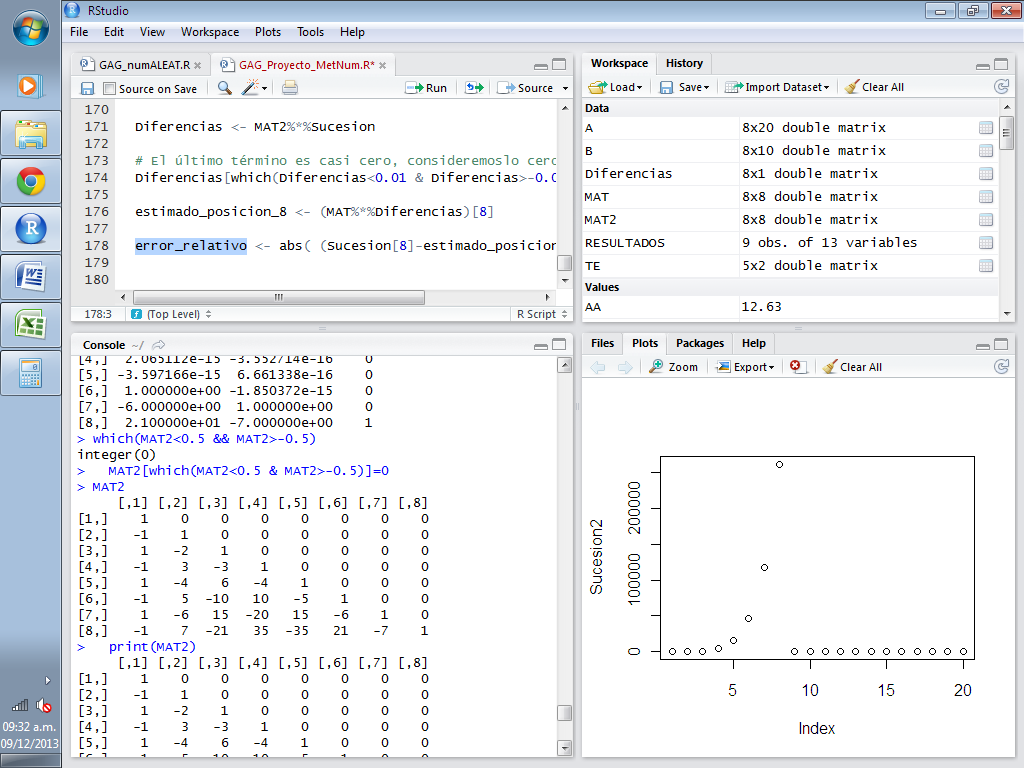 RStudio
File Edit View Workspace Plots Tools Help
GAG_numALEAT.R GAG_Proyecto_MetNum.R*
Source on Save Run Source
170
171 Diferencias <- MAT2%*%Sucesion
172
173 # El último término es casi cero, consideremoslo cero
174 Diferencias[which(Diferencias<0.01 & Diferencias>-0.0
175
176 estimado_posicion_8 <- (MAT%*%Diferencias)[8]
177
178 error_relativo <- abs( (Sucesion[8]-estimado_posicion
179
180
178:3 (Top Level) R Script
Console ~/
[4,] 2.065112e-15 -3.552714e-16 0
[5,] -3.597166e-15 6.661338e-16 0
[6,] 1.000000e+00 -1.850372e-15 0
[7,] -6.000000e+00 1.000000e+00 0
[8,] 2.100000e+01 -7.000000e+00 1
> which(MAT2<0.5 && MAT2>-0.5)
integer(0)
> MAT2[which(MAT2<0.5 & MAT2>-0.5)]=0
> MAT2
[,1] [,2] [,3] [,4] [,5] [,6] [,7] [,8]
[1,] 1 0 0 0 0 0 0 0
[2,] -1 1 0 0 0 0 0 0
[3,] 1 -2 1 0 0 0 0 0
[4,] -1 3 -3 1 0 0 0 0
[5,] 1 -4 6 -4 1 0 0 0
[6,] -1 5 -10 10 -5 1 0 0
[7,] 1 -6 15 -20 15 -6 1 0
[8,] -1 7 -21 35 -35 21 -7 1
> print(MAT2)
[,1] [,2] [,3] [,4] [,5] [,6] [,7] [,8]
[1,] 1 0 0 0 0 0 0 0
[2,] -1 1 0 0 0 0 0 0
[3,] 1 -2 1 0 0 0 0 0
[4,] -1 3 -3 1 0 0 0 0
[5,] 1 -4 6 -4 1 0 0 0
Workspace History
Load Save Import Dataset Clear All
Data
A 8x20 double matrix
B 8x10 double matrix
Diferencias 8x1 double matrix
MAT 8x8 double matrix
MAT2 8x8 double matrix
RESULTADOS 9 obs. of 13 variables
TE 5x2 double matrix
Values
AA 12.63
Files Plots Packages Help
Zoom Export Clear All
Sucesion2
200000
100000
0
5 10 15 20
Index
09:32 a.m.
09/12/2013